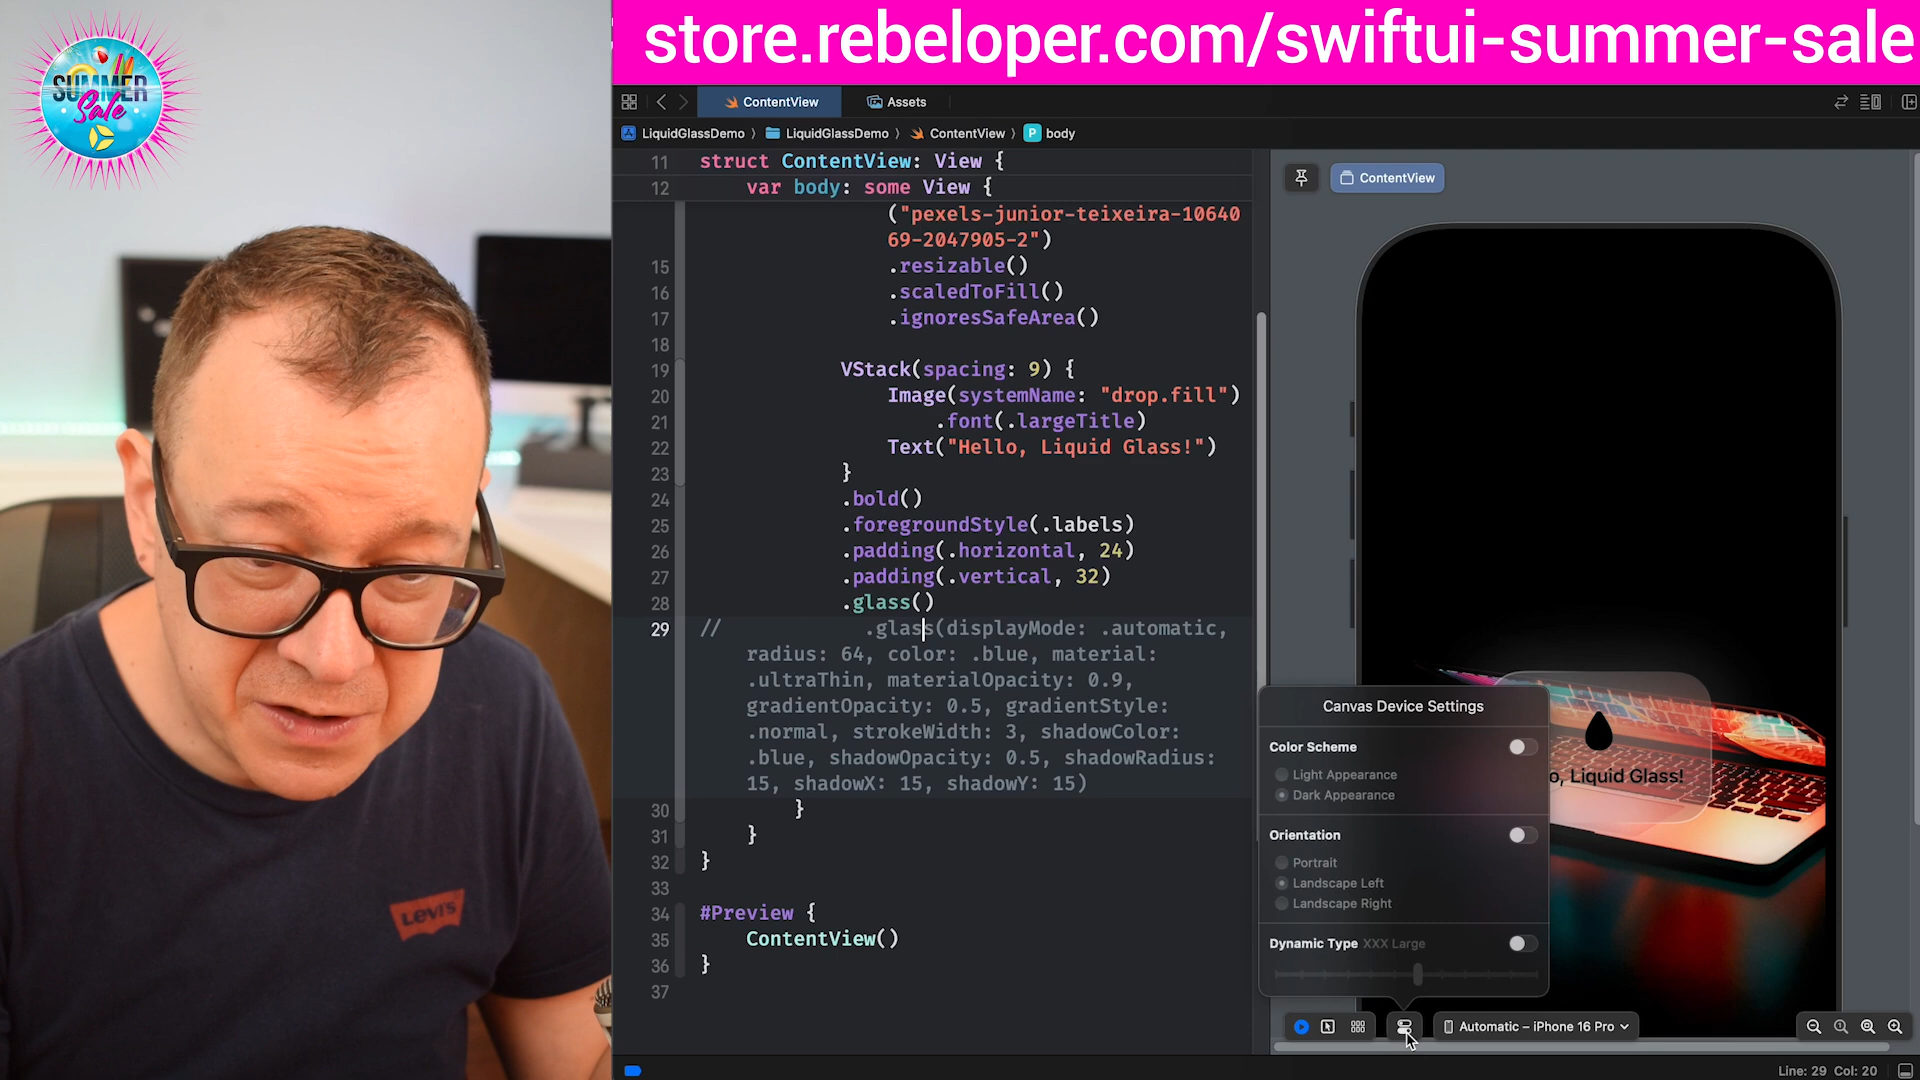 store.rebeloper.com/swiftui-summer-sale
SUMMER
Sale
ContentView
Assets
LiquidGlassDemo
LiquidGlassDemo
ContentView
P
body
11 struct ContentView: View {
12 var body: some View {
("pexels-junior-teixeira-10640
69-2047905-2")
15 .resizable()
16 .scaledToFill()
17 .ignoresSafeArea()
18
19 VStack(spacing: 9) {
20 Image(systemName: "drop.fill")
21 .font(.largeTitle)
22 Text("Hello, Liquid Glass!")
23 }
24 .bold()
25 .foregroundStyle(.labels)
26 .padding(.horizontal, 24)
27 .padding(.vertical, 32)
28 .glass()
29 // .glass(displayMode: .automatic,
radius: 64, color: .blue, material:
.ultraThin, materialOpacity: 0.9,
gradientOpacity: 0.5, gradientStyle:
.normal, strokeWidth: 3, shadowColor:
.blue, shadowOpacity: 0.5, shadowRadius:
15, shadowX: 15, shadowY: 15)
30 }
31 }
32 }
33
34 #Preview {
35 ContentView()
36 }
37
ContentView
o, Liquid Glass!
Canvas Device Settings
Color Scheme
Light Appearance
Dark Appearance
Orientation
Portrait
Landscape Left
Landscape Right
Dynamic Type XXX Large
Automatic – iPhone 16 Pro
Line: 29 Col: 20
Levi's